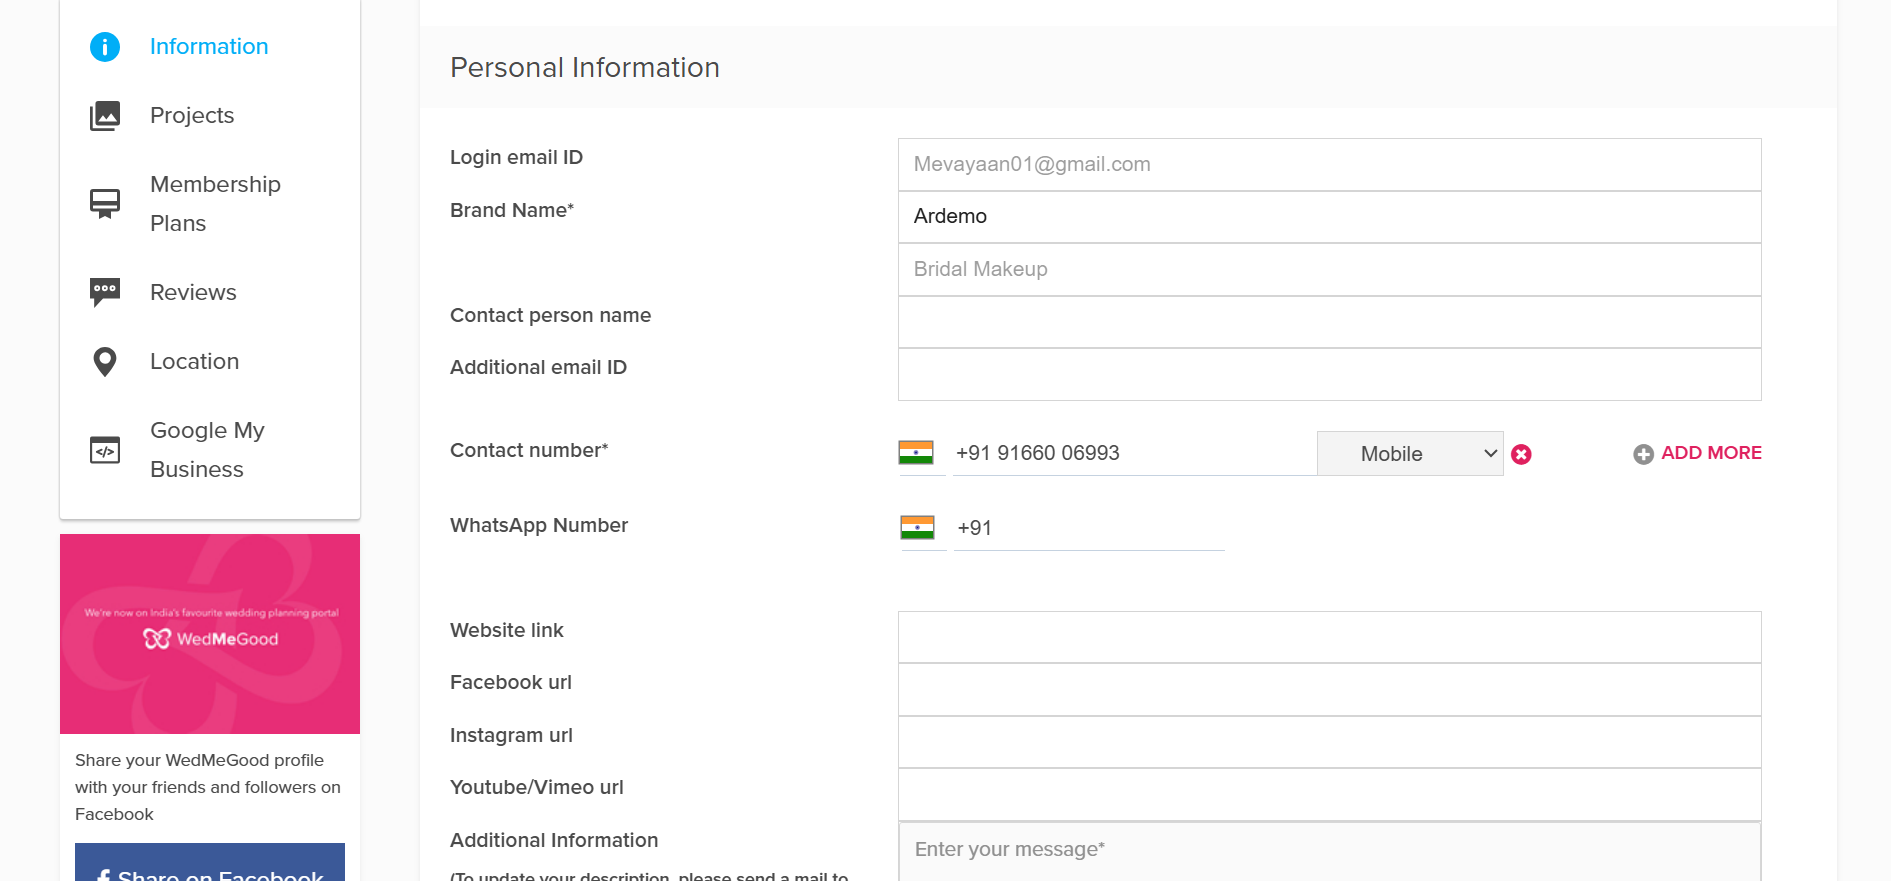 Information
Projects
Membership
Plans
Reviews
Location
Google My
Business
We're now on India's favourite wedding planning portal
WedMeGood
Share your WedMeGood profile
with your friends and followers on
Facebook
Share on Facebook
Personal Information
Login email ID
Mevayaan01@gmail.com
Brand Name*
Ardemo
Bridal Makeup
Contact person name
Additional email ID
Contact number*
+91 91660 06993
Mobile
ADD MORE
WhatsApp Number
+91
Website link
Facebook url
Instagram url
Youtube/Vimeo url
Additional Information
Enter your message*
(To update your description, please send a mail to